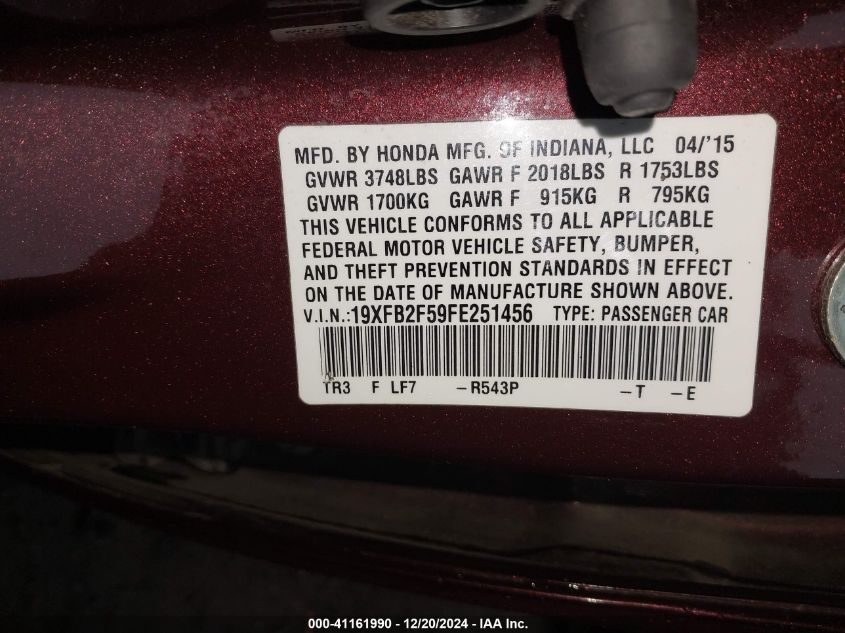 MFD. BY HONDA MFG. OF INDIANA, LLC 04/'15
GVWR 3748LBS GAWR F 2018LBS R 1753LBS
GVWR 1700KG GAWR F 915KG R 795KG
THIS VEHICLE CONFORMS TO ALL APPLICABLE
FEDERAL MOTOR VEHICLE SAFETY, BUMPER,
AND THEFT PREVENTION STANDARDS IN EFFECT
ON THE DATE OF MANUFACTURE SHOWN ABOVE.
V.I.N.:19XFB2F59FE251456 TYPE: PASSENGER CAR
TR3 F LF7 –R543P –T –E
000-41161990 - 12/20/2024 - IAA Inc.